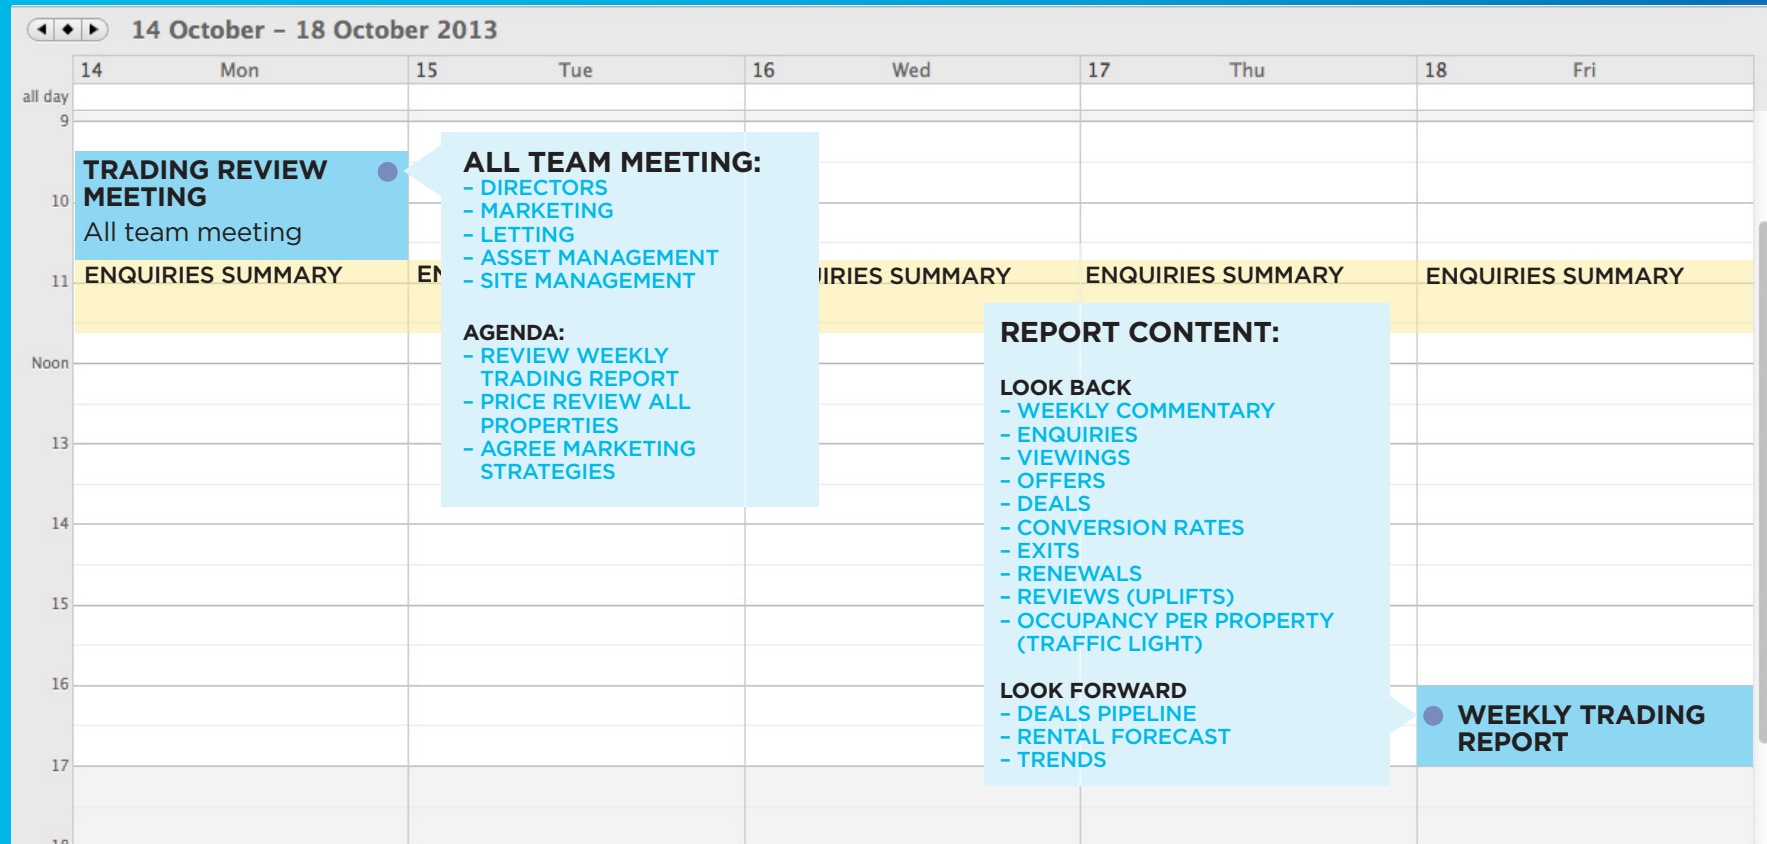 14 October – 18 October 2013
14 Mon 15 Tue 16 Wed 17 Thu 18 Fri
all day
9
10
11
Noon
13
14
15
16
17
TRADING REVIEW
MEETING
All team meeting
ENQUIRIES SUMMARY
ALL TEAM MEETING:
– DIRECTORS
– MARKETING
– LETTING
– ASSET MANAGEMENT
– SITE MANAGEMENT
AGENDA:
– REVIEW WEEKLY
TRADING REPORT
– PRICE REVIEW ALL
PROPERTIES
– AGREE MARKETING
STRATEGIES
SUMMARY
ENQUIRIES SUMMARY
ENQUIRIES SUMMARY
REPORT CONTENT:
LOOK BACK
– WEEKLY COMMENTARY
– ENQUIRIES
– VIEWINGS
– OFFERS
– DEALS
– CONVERSION RATES
– EXITS
– RENEWALS
– REVIEWS (UPLIFTS)
– OCCUPANCY PER PROPERTY
(TRAFFIC LIGHT)
LOOK FORWARD
– DEALS PIPELINE
– RENTAL FORECAST
– TRENDS
WEEKLY TRADING
REPORT